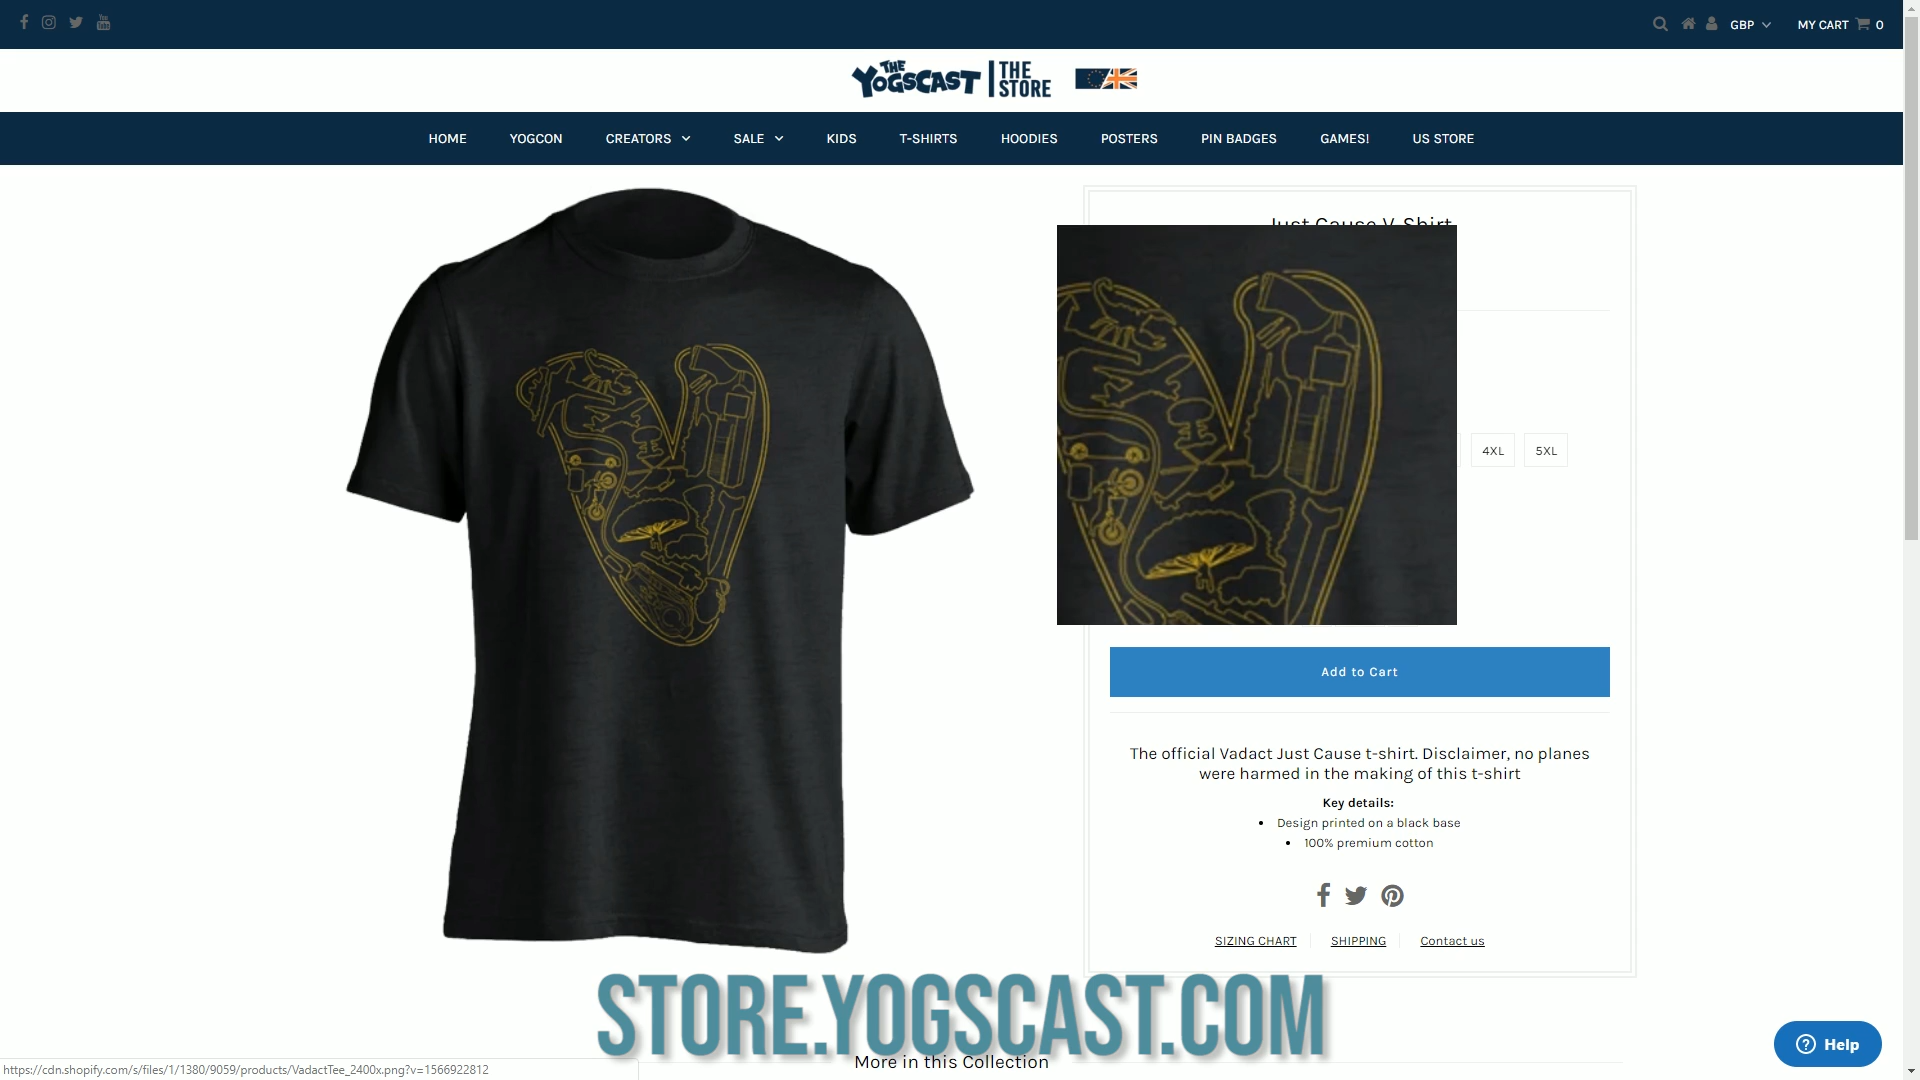 GBP
MY CART 0
THE YOGSCAST | THE STORE
HOME YOGCON CREATORS SALE KIDS T-SHIRTS HOODIES POSTERS PIN BADGES GAMES! US STORE
Just Cause V-Shirt
4XL 5XL
Add to Cart
The official Vadact Just Cause t-shirt. Disclaimer, no planes
were harmed in the making of this t-shirt
Key details:
Design printed on a black base
100% premium cotton
SIZING CHART SHIPPING Contact us
STORE.YOGSCAST.COM
More in this Collection
Help
https://cdn.shopify.com/s/files/1/1380/9059/products/VadactTee_2400x.png?v=1566922812